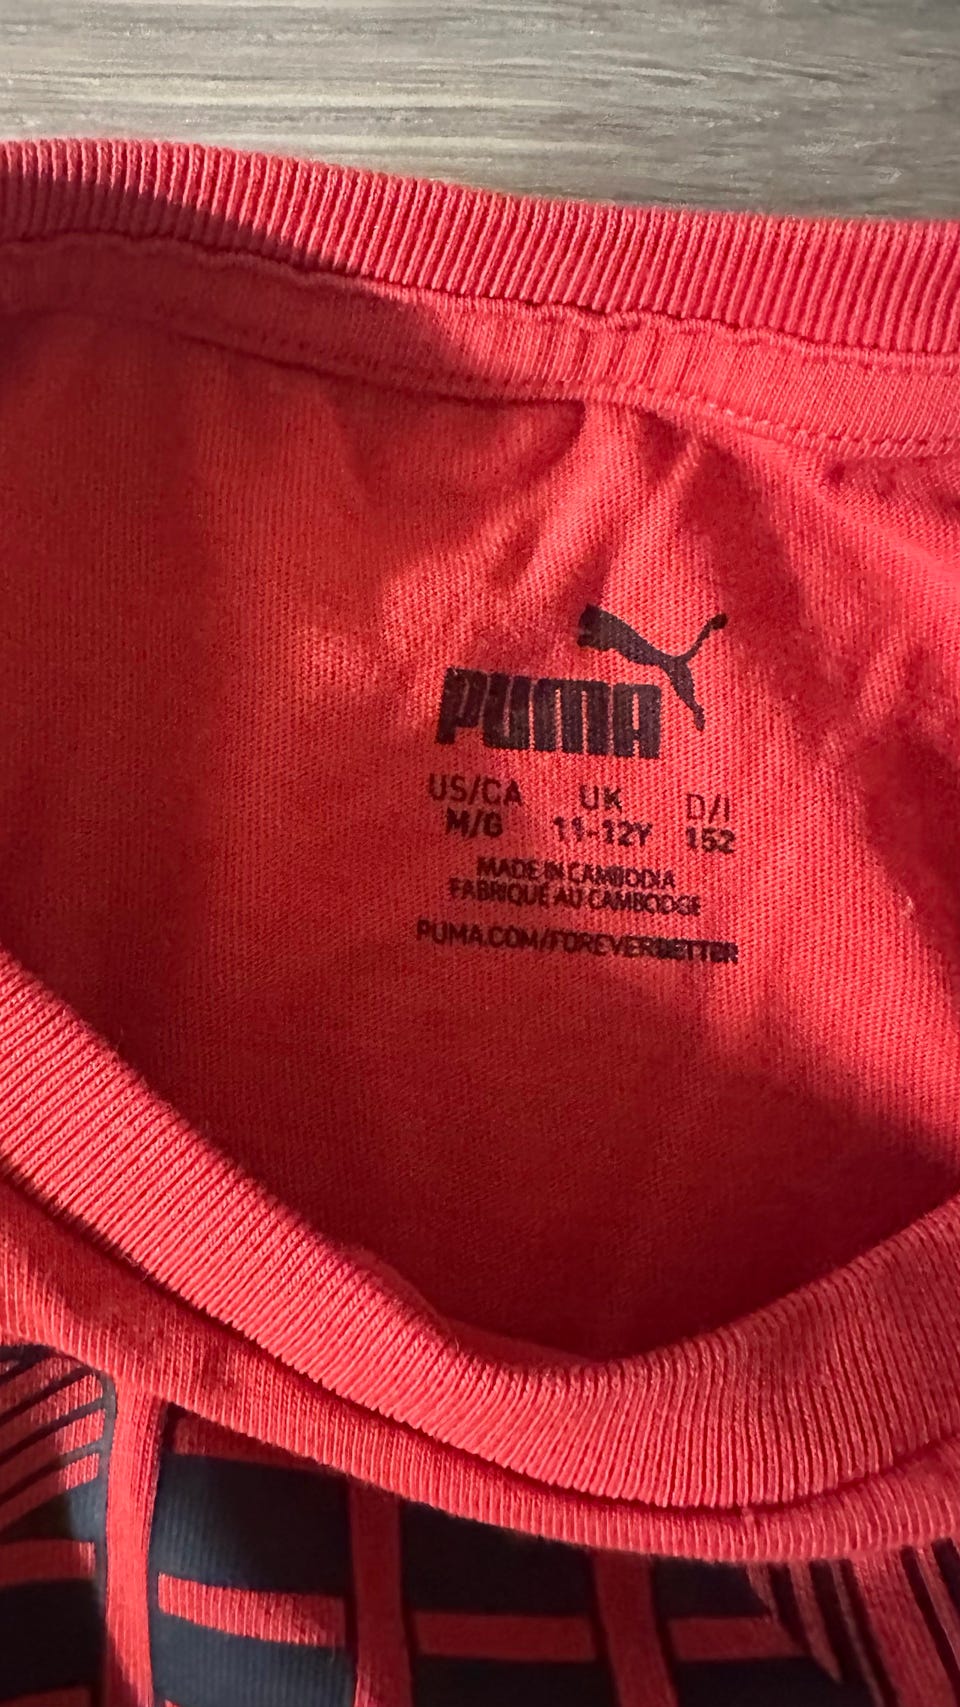 PUMA
US/CA UK D/I
M/G 11-12Y 152
MADE IN CAMBODIA
FABRIQUÉ AU CAMBODGE
PUMA.COM/FOREVERBETTER